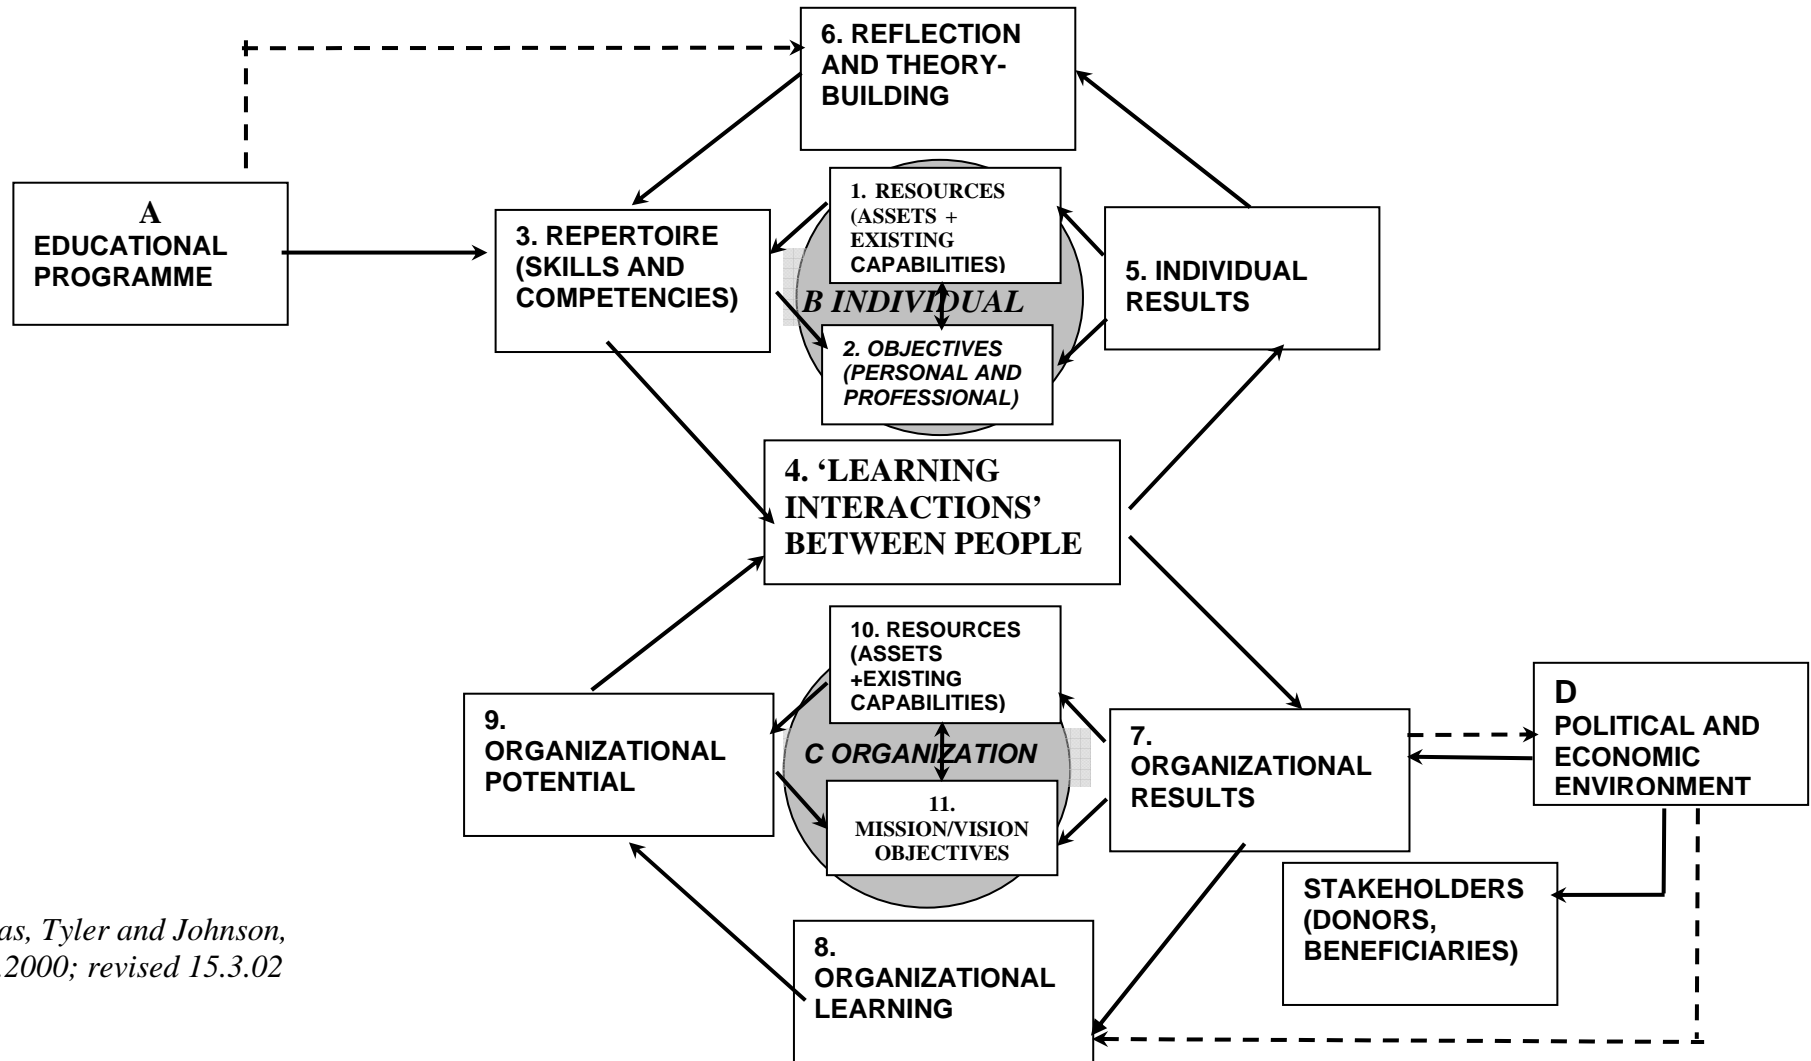 6. REFLECTION
AND THEORY-
BUILDING
A
EDUCATIONAL
PROGRAMME
3. REPERTOIRE
(SKILLS AND
COMPETENCIES)
1. RESOURCES
(ASSETS +
EXISTING
CAPABILITIES)
B INDIVIDUAL
2. OBJECTIVES
(PERSONAL AND
PROFESSIONAL)
5. INDIVIDUAL
RESULTS
4. ‘LEARNING
INTERACTIONS’
BETWEEN PEOPLE
10. RESOURCES
(ASSETS
+EXISTING
CAPABILITIES)
9.
ORGANIZATIONAL
POTENTIAL
C ORGANIZATION
11.
MISSION/VISION
OBJECTIVES
7.
ORGANIZATIONAL
RESULTS
D
POLITICAL AND
ECONOMIC
ENVIRONMENT
STAKEHOLDERS
(DONORS,
BENEFICIARIES)
8.
ORGANIZATIONAL
LEARNING
as, Tyler and Johnson,
.2000; revised 15.3.02